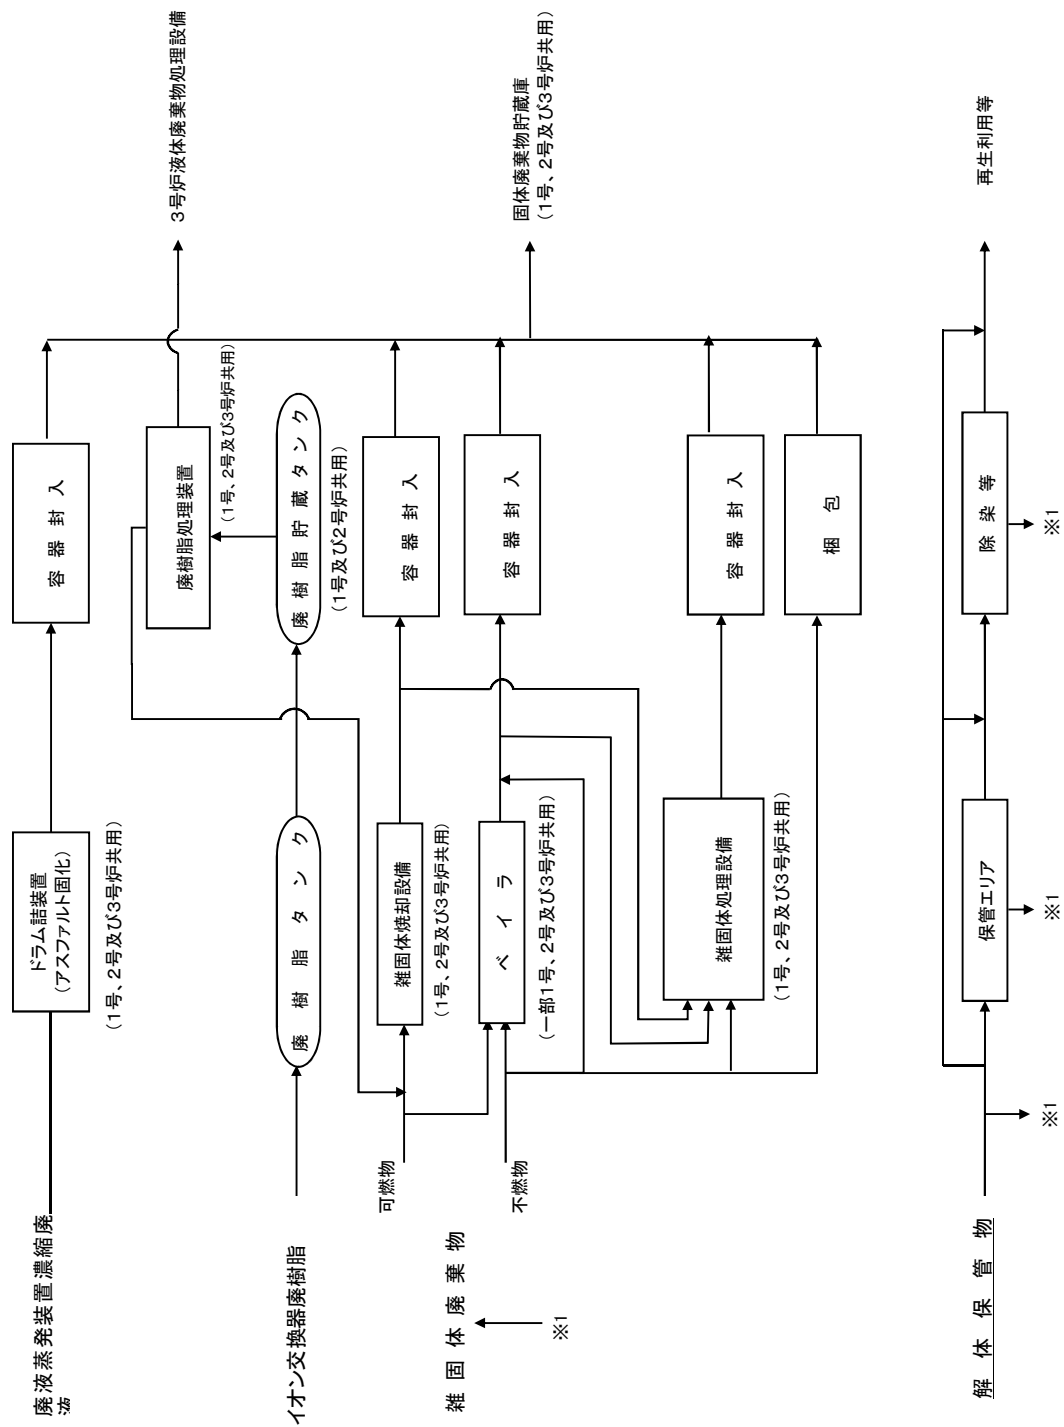 廃液蒸発装置濃縮廃
液
ドラム詰装置
（アスファルト固化）
（1号、2号及び3号炉共用）
容器封入
3号炉液体廃棄物処理設備
廃樹脂処理装置
（1号、2号及び3号炉共用）
イオン交換器廃樹脂
廃樹脂タンク
廃樹脂貯蔵タンク
（1号及び2号炉共用）
雑固体廃棄物
※1
可燃物
雑固体焼却設備
（1号、2号及び3号炉共用）
容器封入
固体廃棄物貯蔵庫
（1号、2号及び3号炉共用）
不燃物
ベイラ
（一部1号、2号及び3号炉共用）
容器封入
雑固体処理設備
（1号、2号及び3号炉共用）
容器封入
梱包
解体保管物
※1
保管エリア
※1
除染等
※1
再生利用等